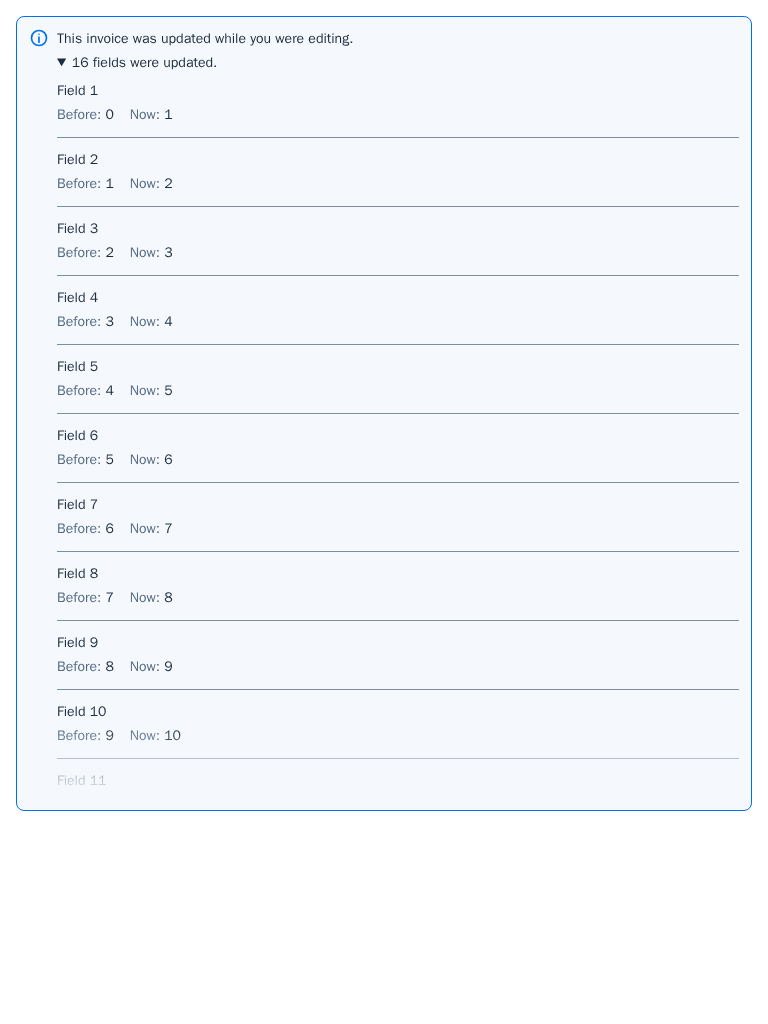 This invoice was updated while you were editing.
▼ 16 fields were updated.
Field 1
Before: 0 Now: 1
Field 2
Before: 1 Now: 2
Field 3
Before: 2 Now: 3
Field 4
Before: 3 Now: 4
Field 5
Before: 4 Now: 5
Field 6
Before: 5 Now: 6
Field 7
Before: 6 Now: 7
Field 8
Before: 7 Now: 8
Field 9
Before: 8 Now: 9
Field 10
Before: 9 Now: 10
Field 11